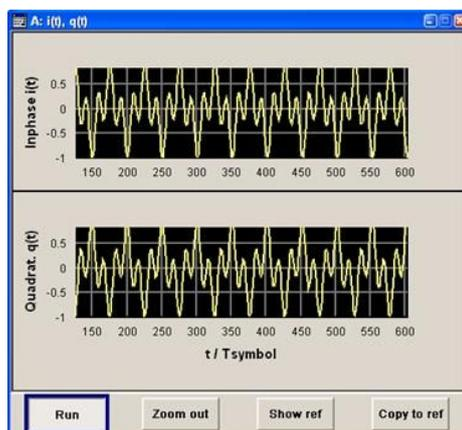 A: i(t), q(t)
Inphase i(t)
0.5
0
-0.5
-1
150 200 250 300 350 400 450 500 550 600
Quadrat. q(t)
0.5
0
-0.5
-1
150 200 250 300 350 400 450 500 550 600
t / Tsymbol
Run Zoom out Show ref Copy to ref